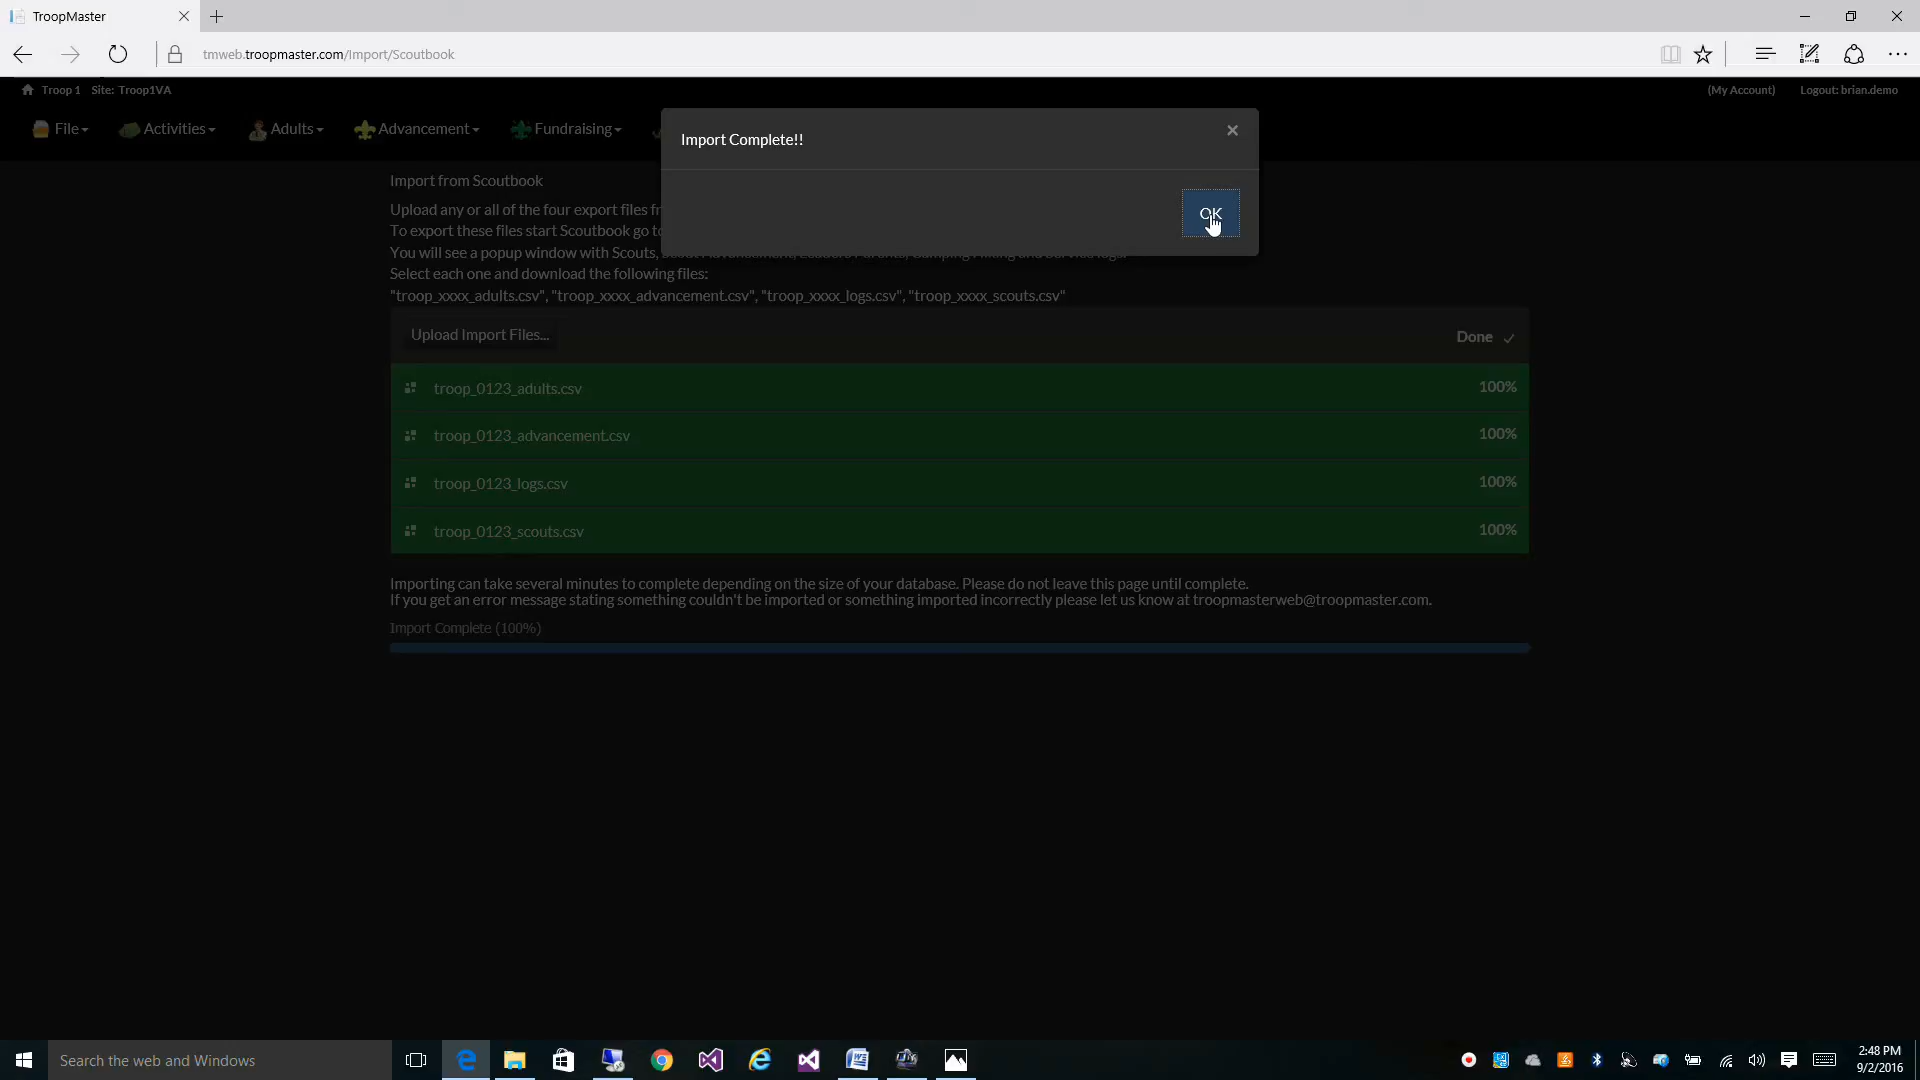 TroopMaster
tmweb.troopmaster.com/Import/Scoutbook
Troop 1 Site: Troop1VA
(My Account) Logout: brian.demo
File Activities Adults Advancement Fundraising
Import Complete!!
OK
Import from Scoutbook
Upload any or all of the four export files
To export these files start Scoutbook go to
You will see a popup window with Scouts,
Select each one and download the following files:
"troop_xxxx_adults.csv", "troop_xxxx_advancement.csv", "troop_xxxx_logs.csv", "troop_xxxx_scouts.csv"
Upload Import Files... Done
troop_0123_adults.csv 100%
troop_0123_advancement.csv 100%
troop_0123_logs.csv 100%
troop_0123_scouts.csv 100%
Importing can take several minutes to complete depending on the size of your database. Please do not leave this page until complete.
If you get an error message stating something couldn't be imported or something imported incorrectly please let us know at troopmasterweb@troopmaster.com.
Import Complete (100%)
Search the web and Windows
2:48 PM
9/2/2016